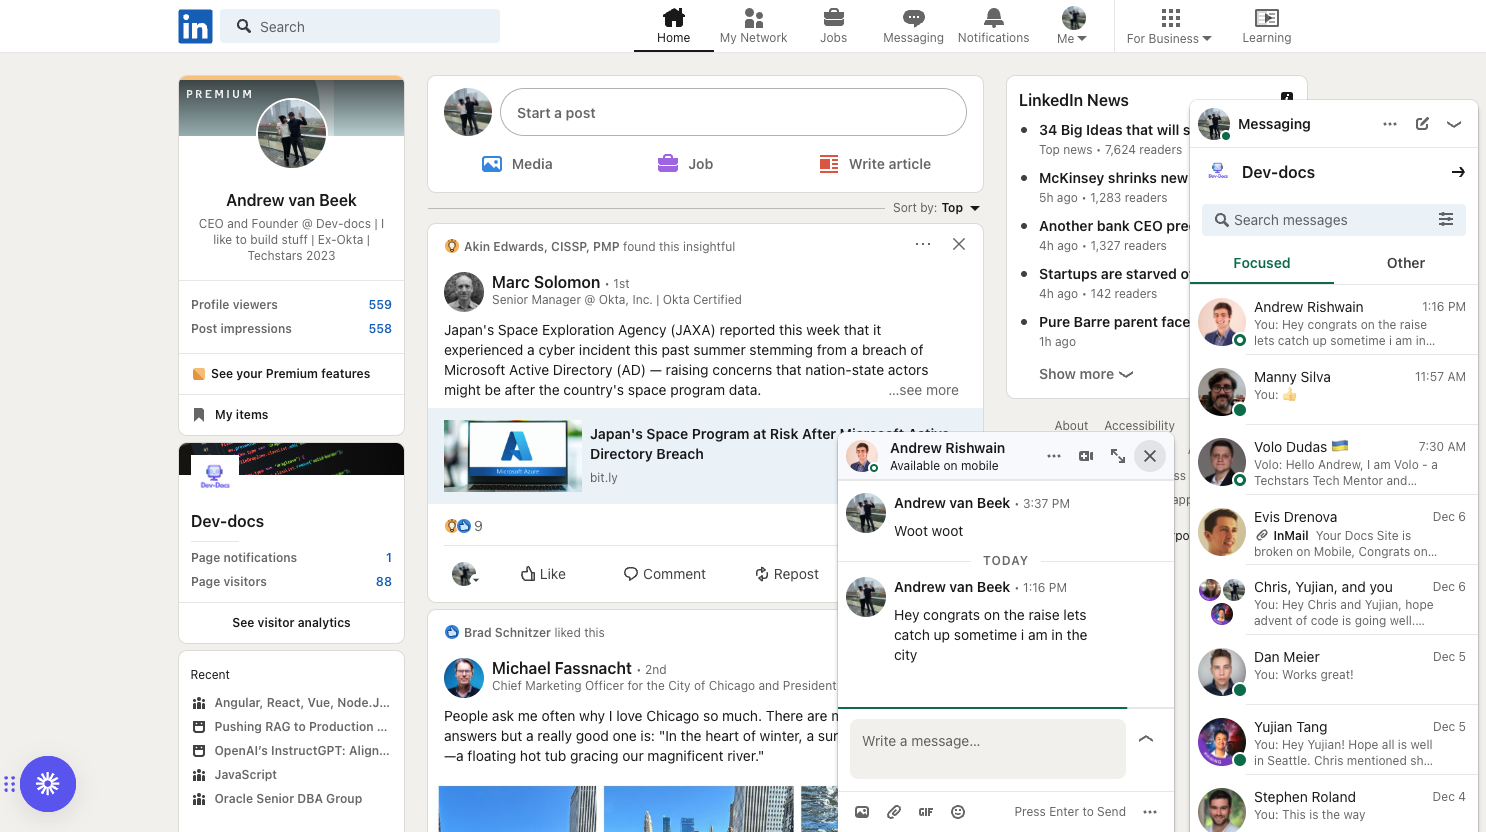 in
Search
Home
My Network
Jobs
Messaging
Notifications
Me
For Business
Learning
PREMIUM
Andrew van Beek
CEO and Founder @ Dev-docs | I
like to build stuff | Ex-Okta |
Techstars 2023
Profile viewers 559
Post impressions 558
See your Premium features
My items
Dev-Docs
Dev-docs
Page notifications 1
Page visitors 88
See visitor analytics
Recent
Angular, React, Vue, Node.J...
Pushing RAG to Production ...
OpenAI's InstructGPT: Align...
JavaScript
Oracle Senior DBA Group
Start a post
Media
Job
Write article
Sort by: Top
Akin Edwards, CISSP, PMP found this insightful
Marc Solomon • 1st
Senior Manager @ Okta, Inc. | Okta Certified
Japan's Space Exploration Agency (JAXA) reported this week that it
experienced a cyber incident this past summer stemming from a breach of
Microsoft Active Directory (AD) — raising concerns that nation-state actors
might be after the country's space program data. ...see more
Microsoft Azure
Japan's Space Program at Risk After Microsoft Active
Directory Breach
bit.ly
9
Like
Comment
Repost
Brad Schnitzer liked this
Michael Fassnacht • 2nd
Chief Marketing Officer for the City of Chicago and President
People ask me often why I love Chicago so much. There are
answers but a really good one is: "In the heart of winter, a
—a floating hot tub gracing our magnificent river."
LinkedIn News
34 Big Ideas that will
Top news • 7,624 readers
McKinsey shrinks new
5h ago • 1,283 readers
Another bank CEO
4h ago • 1,327 readers
Startups are starved
4h ago • 142 readers
Pure Barre parent
1h ago
Show more
About Accessibility
Andrew Rishwain
Available on mobile
Andrew van Beek • 3:37 PM
Woot woot
TODAY
Andrew van Beek • 1:16 PM
Hey congrats on the raise lets
catch up sometime i am in the
city
Write a message...
GIF
Press Enter to Send
Messaging
Dev-Docs
Dev-docs
Search messages
Focused
Other
Andrew Rishwain 1:16 PM
You: Hey congrats on the raise
lets catch up sometime i am in...
Manny Silva 11:57 AM
You: 👍
Volo Dudas 🇺🇦 7:30 AM
Volo: Hello Andrew, I am Volo - a
Techstars Tech Mentor and...
Evis Drenova Dec 6
InMail Your Docs Site is
broken on Mobile, Congrats on...
Chris, Yujian, and you Dec 6
You: Hey Chris and Yujian, hope
advent of code is going well....
Dan Meier Dec 5
You: Works great!
Yujian Tang Dec 5
You: Hey Yujian! Hope all is well
in Seattle. Chris mentioned sh...
Stephen Roland Dec 4
You: This is the way